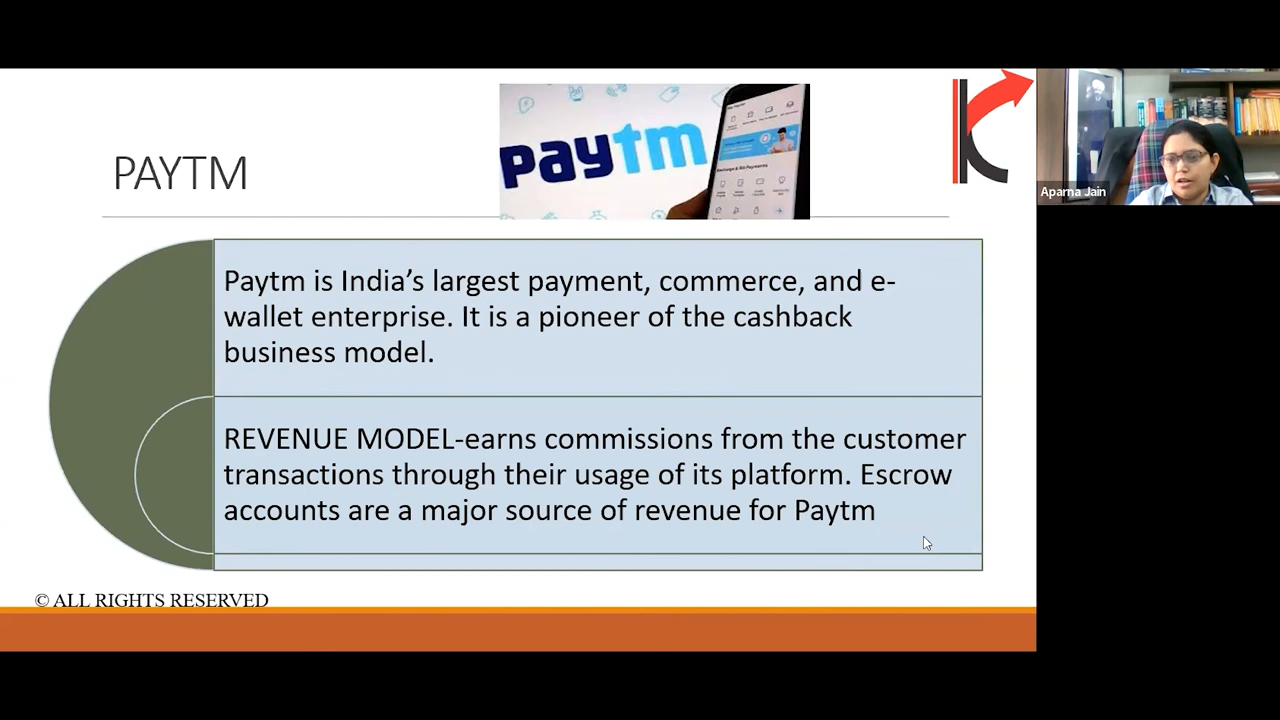 PAYTM
paytm
Aparna Jain
Paytm is India's largest payment, commerce, and e-
wallet enterprise. It is a pioneer of the cashback
business model.
REVENUE MODEL-earns commissions from the customer
transactions through their usage of its platform. Escrow
accounts are a major source of revenue for Paytm
© ALL RIGHTS RESERVED